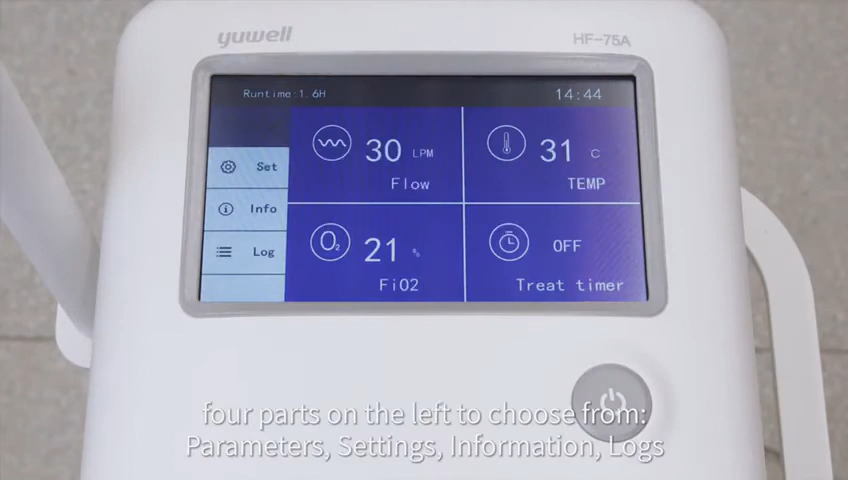 yuwell
HF-75A
Runtime:1.6H
14:44
30 LPM
Flow
31 C
TEMP
Set
Info
Log
O2
21 %
FiO2
OFF
Treat timer
four parts on the left to choose from:
Parameters, Settings, Information, Logs